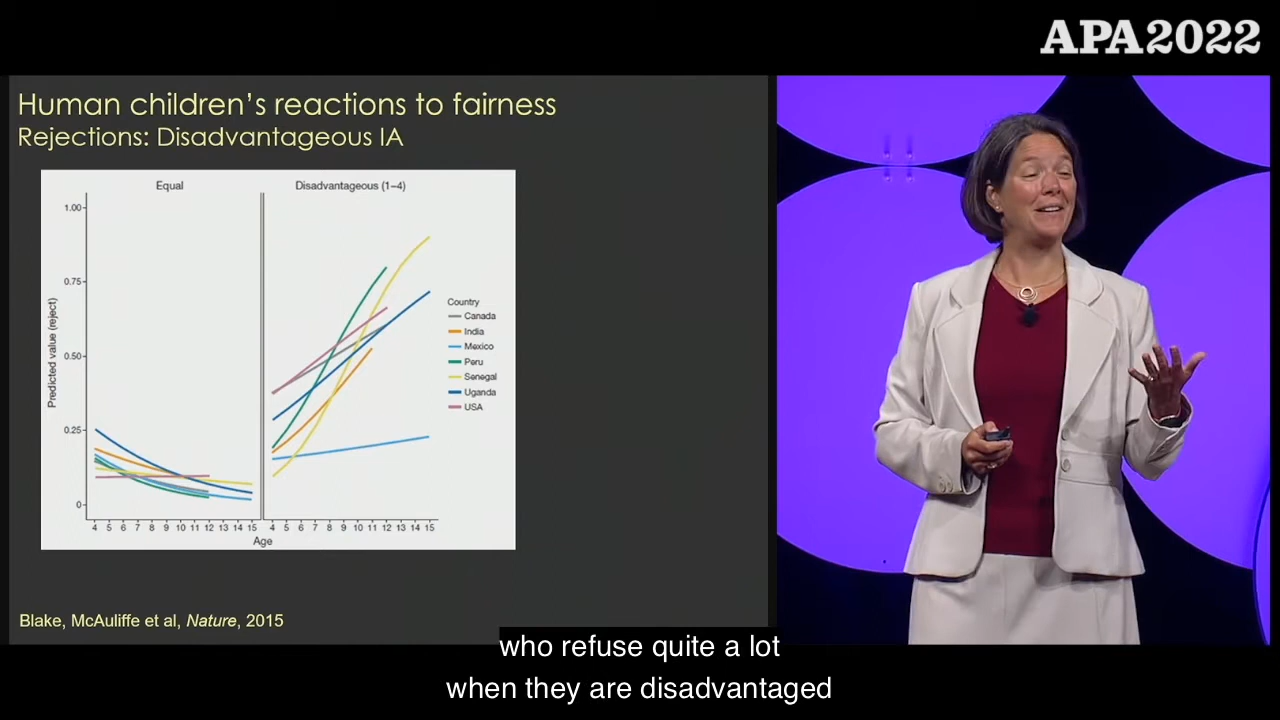 APA2022
Human children's reactions to fairness
Rejections: Disadvantageous IA
Equal
Disadvantageous (1–4)
1.00
0.75
0.50
0.25
0
Predicted value (reject)
4 5 6 7 8 9 10 11 12 13 14 15
4 5 6 7 8 9 10 11 12 13 14 15
Age
Country
Canada
India
Mexico
Peru
Senegal
Uganda
USA
Blake, McAuliffe et al, Nature, 2015
who refuse quite a lot
when they are disadvantaged